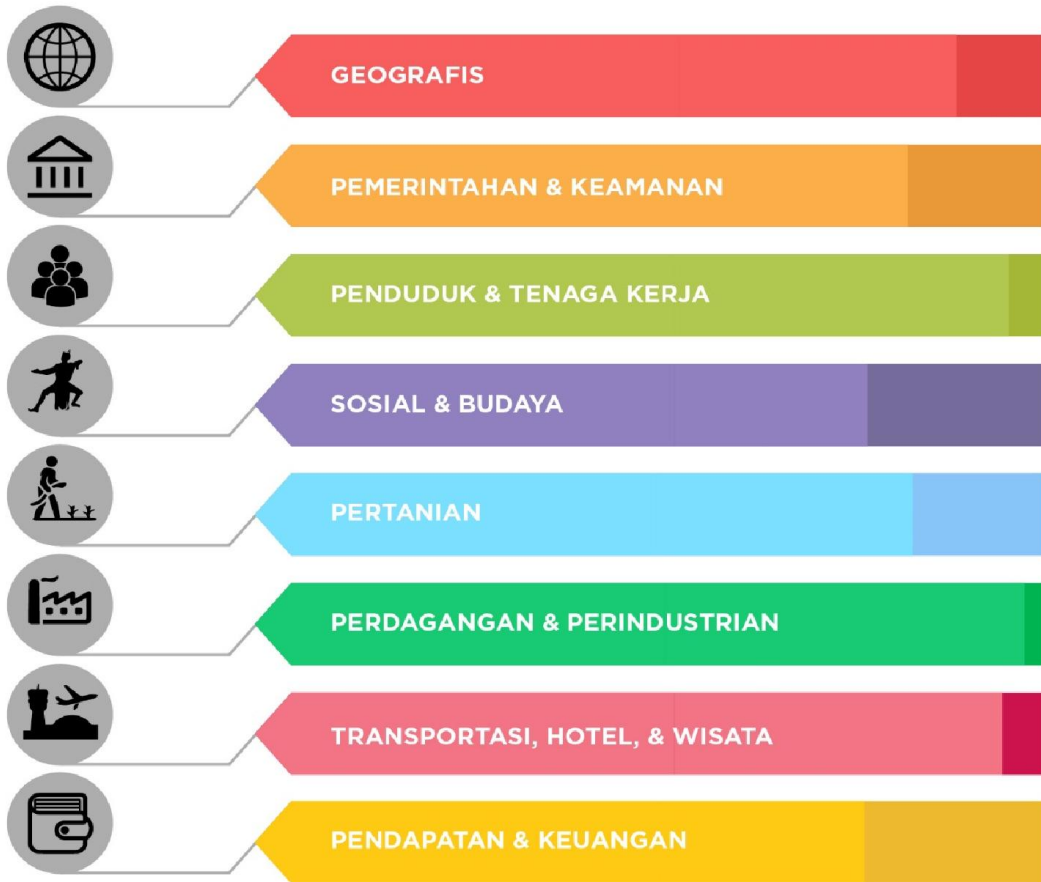 GEOGRAFIS
PEMERINTAHAN & KEAMANAN
PENDUDUK & TENAGA KERJA
SOSIAL & BUDAYA
PERTANIAN
PERDAGANGAN & PERINDUSTRIAN
TRANSPORTASI, HOTEL, & WISATA
PENDAPATAN & KEUANGAN